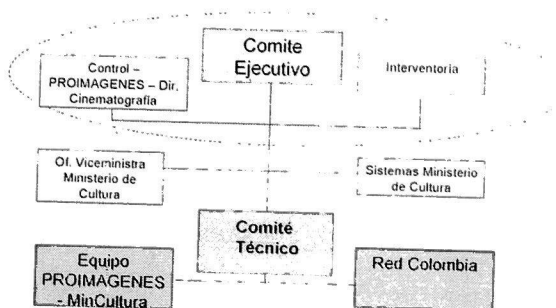 Comite
Ejecutivo
Control –
PROIMAGENES – Dir.
Cinematografía
Interventoria
Of. Viceministra
Ministerio de
Cultura
Sistemas Ministerio
de Cultura
Comité
Técnico
Equipo
PROIMAGENES
- MinCultura
Red Colombia